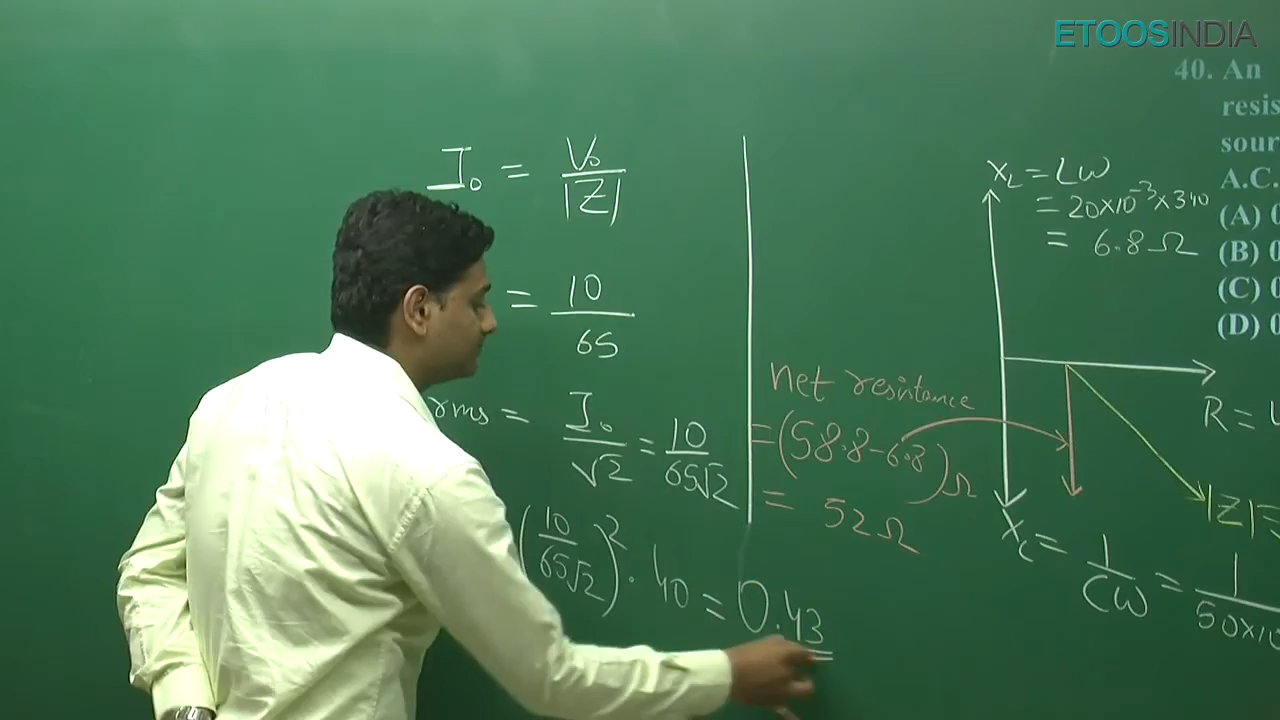 ETOOSINDIA
40. An
resis
sour
A.C.
(A) 0
(B) 0
(C) 0
(D) 0
I₀ = V₀/|Z|
= 10/65
rms = I₀/√2 = 10/65√2
(10/65√2)² · 40 = 0.43
net resistance
= (58.8-6.8) Ω
= 52 Ω
X_L = Lω
= 20×10⁻³×340
= 6.8 Ω
R = 4
|Z| =
X_C = 1/Cω = 1/50×10